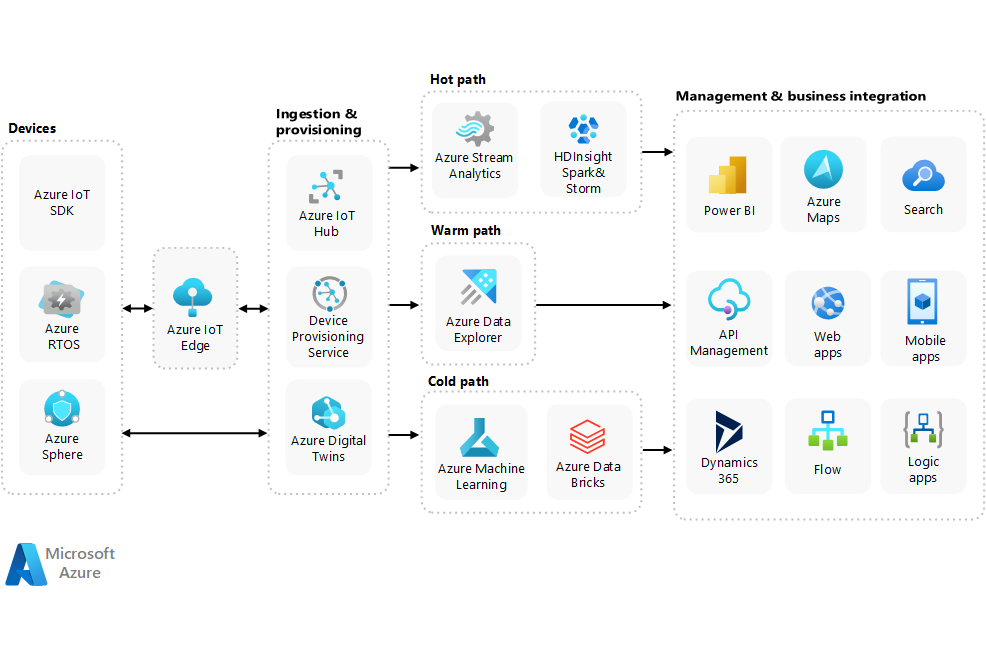 Devices
Azure IoT
SDK
Azure
RTOS
Azure
Sphere
Azure IoT
Edge
Ingestion &
provisioning
Azure IoT
Hub
Device
Provisioning
Service
Azure Digital
Twins
Hot path
Azure Stream
Analytics
HDInsight
Spark&
Storm
Warm path
Azure Data
Explorer
Cold path
Azure Machine
Learning
Azure Data
Bricks
Management & business integration
Power BI
Azure
Maps
Search
API
Management
Web
apps
Mobile
apps
Dynamics
365
Flow
Logic
apps
Microsoft
Azure